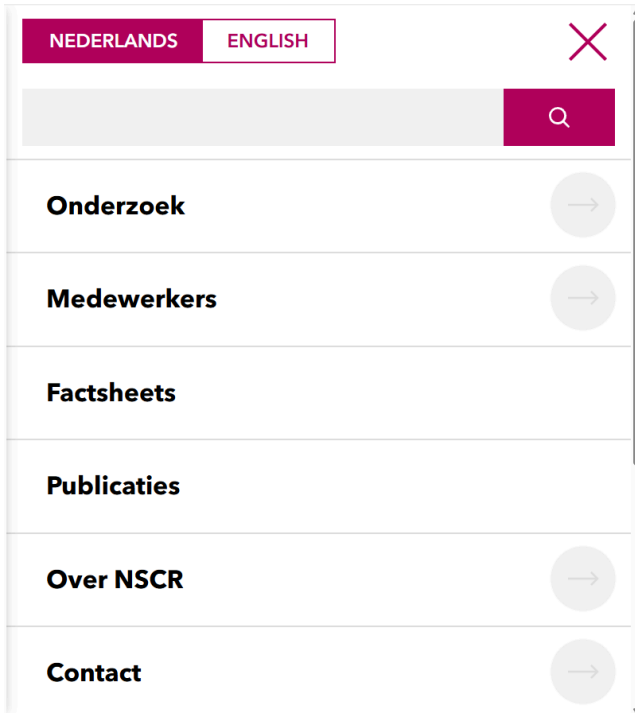 NEDERLANDS ENGLISH
Onderzoek
Medewerkers
Factsheets
Publicaties
Over NSCR
Contact